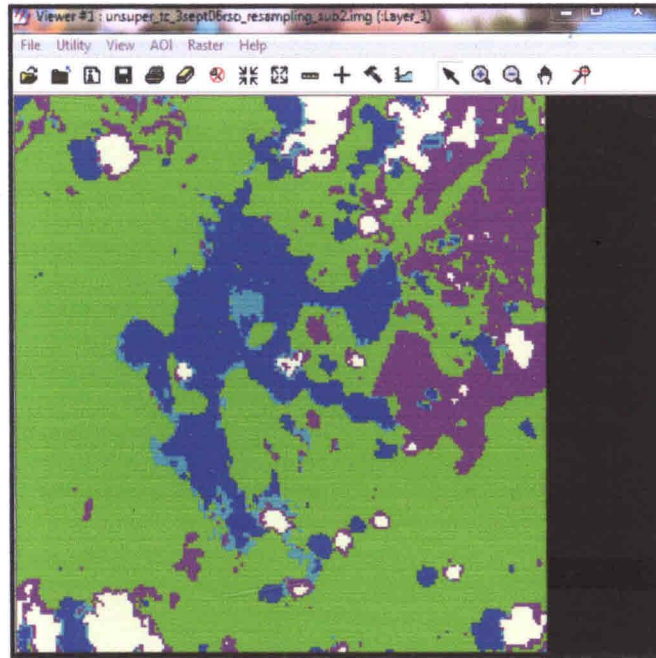 Viewer #1 : unsuper_tc_3sept06rso_resampling_sub2.img (:Layer_1)
File Utility View AOI Raster Help